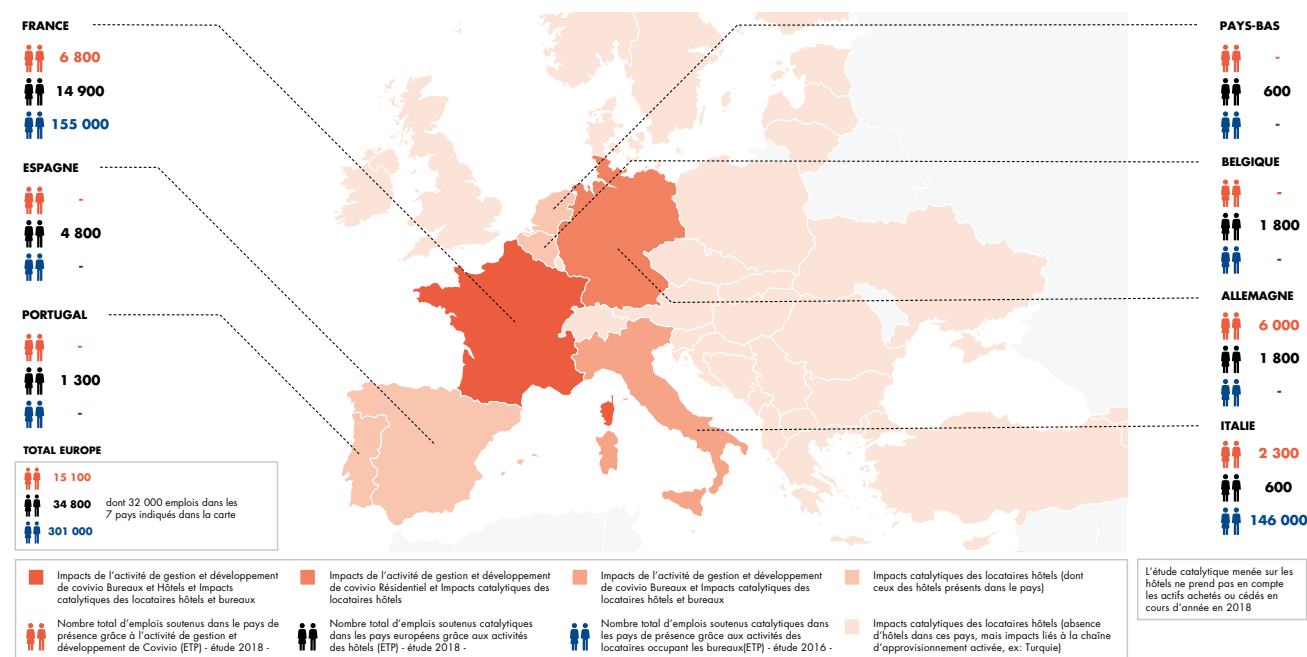 FRANCE
6 800
14 900
155 000
ESPAGNE
-
4 800
-
PORTUGAL
-
1 300
-
TOTAL EUROPE
15 100
34 800
dont 32 000 emplois dans les
7 pays indiqués dans la carte
301 000
PAYS-BAS
-
600
-
BELGIQUE
-
1 800
-
ALLEMAGNE
6 000
1 800
-
ITALIE
2 300
600
146 000
Impacts de l'activité de gestion et développement
de covivio Bureaux et Hôtels et Impacts
catalytiques des locataires hôtels et bureaux
Impacts de l'activité de gestion et développement
de covivio Résidentiel et Impacts catalytiques des
locataires hôtels
Impacts de l'activité de gestion et développement
de covivio Bureaux et Impacts catalytiques des
locataires hôtels et bureaux
Impacts catalytiques des locataires hôtels (dont
ceux des hôtels présents dans le pays)
Nombre total d'emplois soutenus dans le pays de
présence grâce à l'activité de gestion et
développement de Covivio (ETP) - étude 2018 -
Nombre total d'emplois soutenus catalytiques
dans les pays européens grâce aux activités
des hôtels (ETP) - étude 2018 -
Nombre total d'emplois soutenus catalytiques dans
les pays de présence grâce aux activités des
locataires occupant les bureaux(ETP) - étude 2016 -
Impacts catalytiques des locataires hôtels (absence
d'hôtels dans ces pays, mais impacts liés à la chaîne
d'approvisionnement activée, ex: Turquie)
L'étude catalytique menée sur les
hôtels ne prend pas en compte
les actifs achetés ou cédés en
cours d'année en 2018